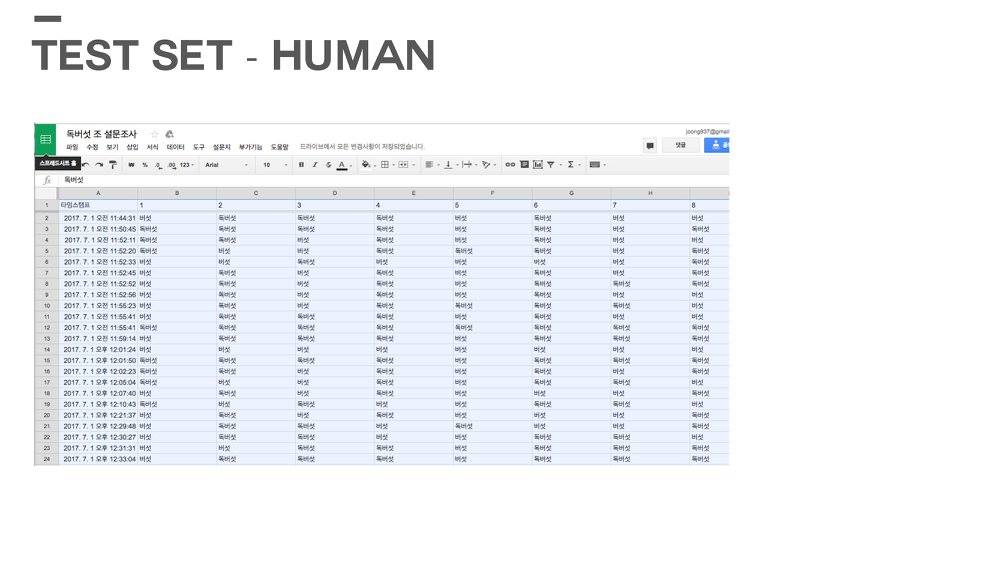 TEST SET - HUMAN
독버섯 조 설문조사
joong937@gmail
파일 수정 보기 삽입 서식 데이터 도구 설문지 부가기능 도움말 드라이브에서 모든 변경사항이 저장되었습니다.
댓글
스프레드시트 홈
₩ % .0 .00 123 Arial 10 B I S A
fx 독버섯
A B C D E F G H
1 타임스탬프 1 2 3 4 5 6 7 8
2 2017. 7. 1 오전 11:44:31 버섯 독버섯 독버섯 독버섯 버섯 독버섯 버섯 버섯
3 2017. 7. 1 오전 11:50:45 독버섯 독버섯 독버섯 독버섯 버섯 독버섯 버섯 독버섯
4 2017. 7. 1 오전 11:52:11 독버섯 독버섯 버섯 독버섯 버섯 독버섯 버섯 버섯
5 2017. 7. 1 오전 11:52:20 독버섯 버섯 버섯 독버섯 독버섯 독버섯 버섯 독버섯
6 2017. 7. 1 오전 11:52:33 버섯 버섯 독버섯 독버섯 버섯 버섯 버섯 독버섯
7 2017. 7. 1 오전 11:52:45 버섯 독버섯 독버섯 독버섯 버섯 독버섯 버섯 독버섯
8 2017. 7. 1 오전 11:52:52 버섯 독버섯 독버섯 독버섯 버섯 독버섯 독버섯 독버섯
9 2017. 7. 1 오전 11:52:56 버섯 독버섯 독버섯 독버섯 버섯 독버섯 독버섯 독버섯
10 2017. 7. 1 오전 11:55:23 버섯 독버섯 독버섯 독버섯 독버섯 독버섯 독버섯 독버섯
11 2017. 7. 1 오전 11:55:41 버섯 독버섯 독버섯 독버섯 버섯 독버섯 버섯 독버섯
12 2017. 7. 1 오전 11:55:41 독버섯 독버섯 독버섯 독버섯 독버섯 독버섯 버섯 독버섯
13 2017. 7. 1 오전 11:59:14 버섯 독버섯 독버섯 독버섯 버섯 독버섯 버섯 독버섯
14 2017. 7. 1 오후 12:01:24 버섯 버섯 버섯 독버섯 버섯 버섯 버섯 버섯
15 2017. 7. 1 오후 12:01:50 독버섯 독버섯 독버섯 독버섯 버섯 독버섯 독버섯 독버섯
16 2017. 7. 1 오후 12:02:23 독버섯 독버섯 버섯 독버섯 버섯 독버섯 버섯 독버섯
17 2017. 7. 1 오후 12:05:04 독버섯 버섯 버섯 독버섯 버섯 독버섯 독버섯 버섯
18 2017. 7. 1 오후 12:07:40 버섯 독버섯 독버섯 독버섯 버섯 독버섯 독버섯 독버섯
19 2017. 7. 1 오후 12:10:43 독버섯 독버섯 독버섯 버섯 버섯 독버섯 독버섯 버섯
20 2017. 7. 1 오후 12:21:37 버섯 독버섯 버섯 독버섯 버섯 독버섯 버섯 독버섯
21 2017. 7. 1 오후 12:29:48 버섯 독버섯 버섯 독버섯 독버섯 버섯 독버섯 독버섯
22 2017. 7. 1 오후 12:30:27 버섯 독버섯 버섯 독버섯 버섯 독버섯 버섯 독버섯
23 2017. 7. 1 오후 12:31:31 버섯 버섯 독버섯 독버섯 버섯 독버섯 독버섯 독버섯
24 2017. 7. 1 오후 12:33:04 버섯 독버섯 독버섯 독버섯 버섯 독버섯 독버섯 독버섯